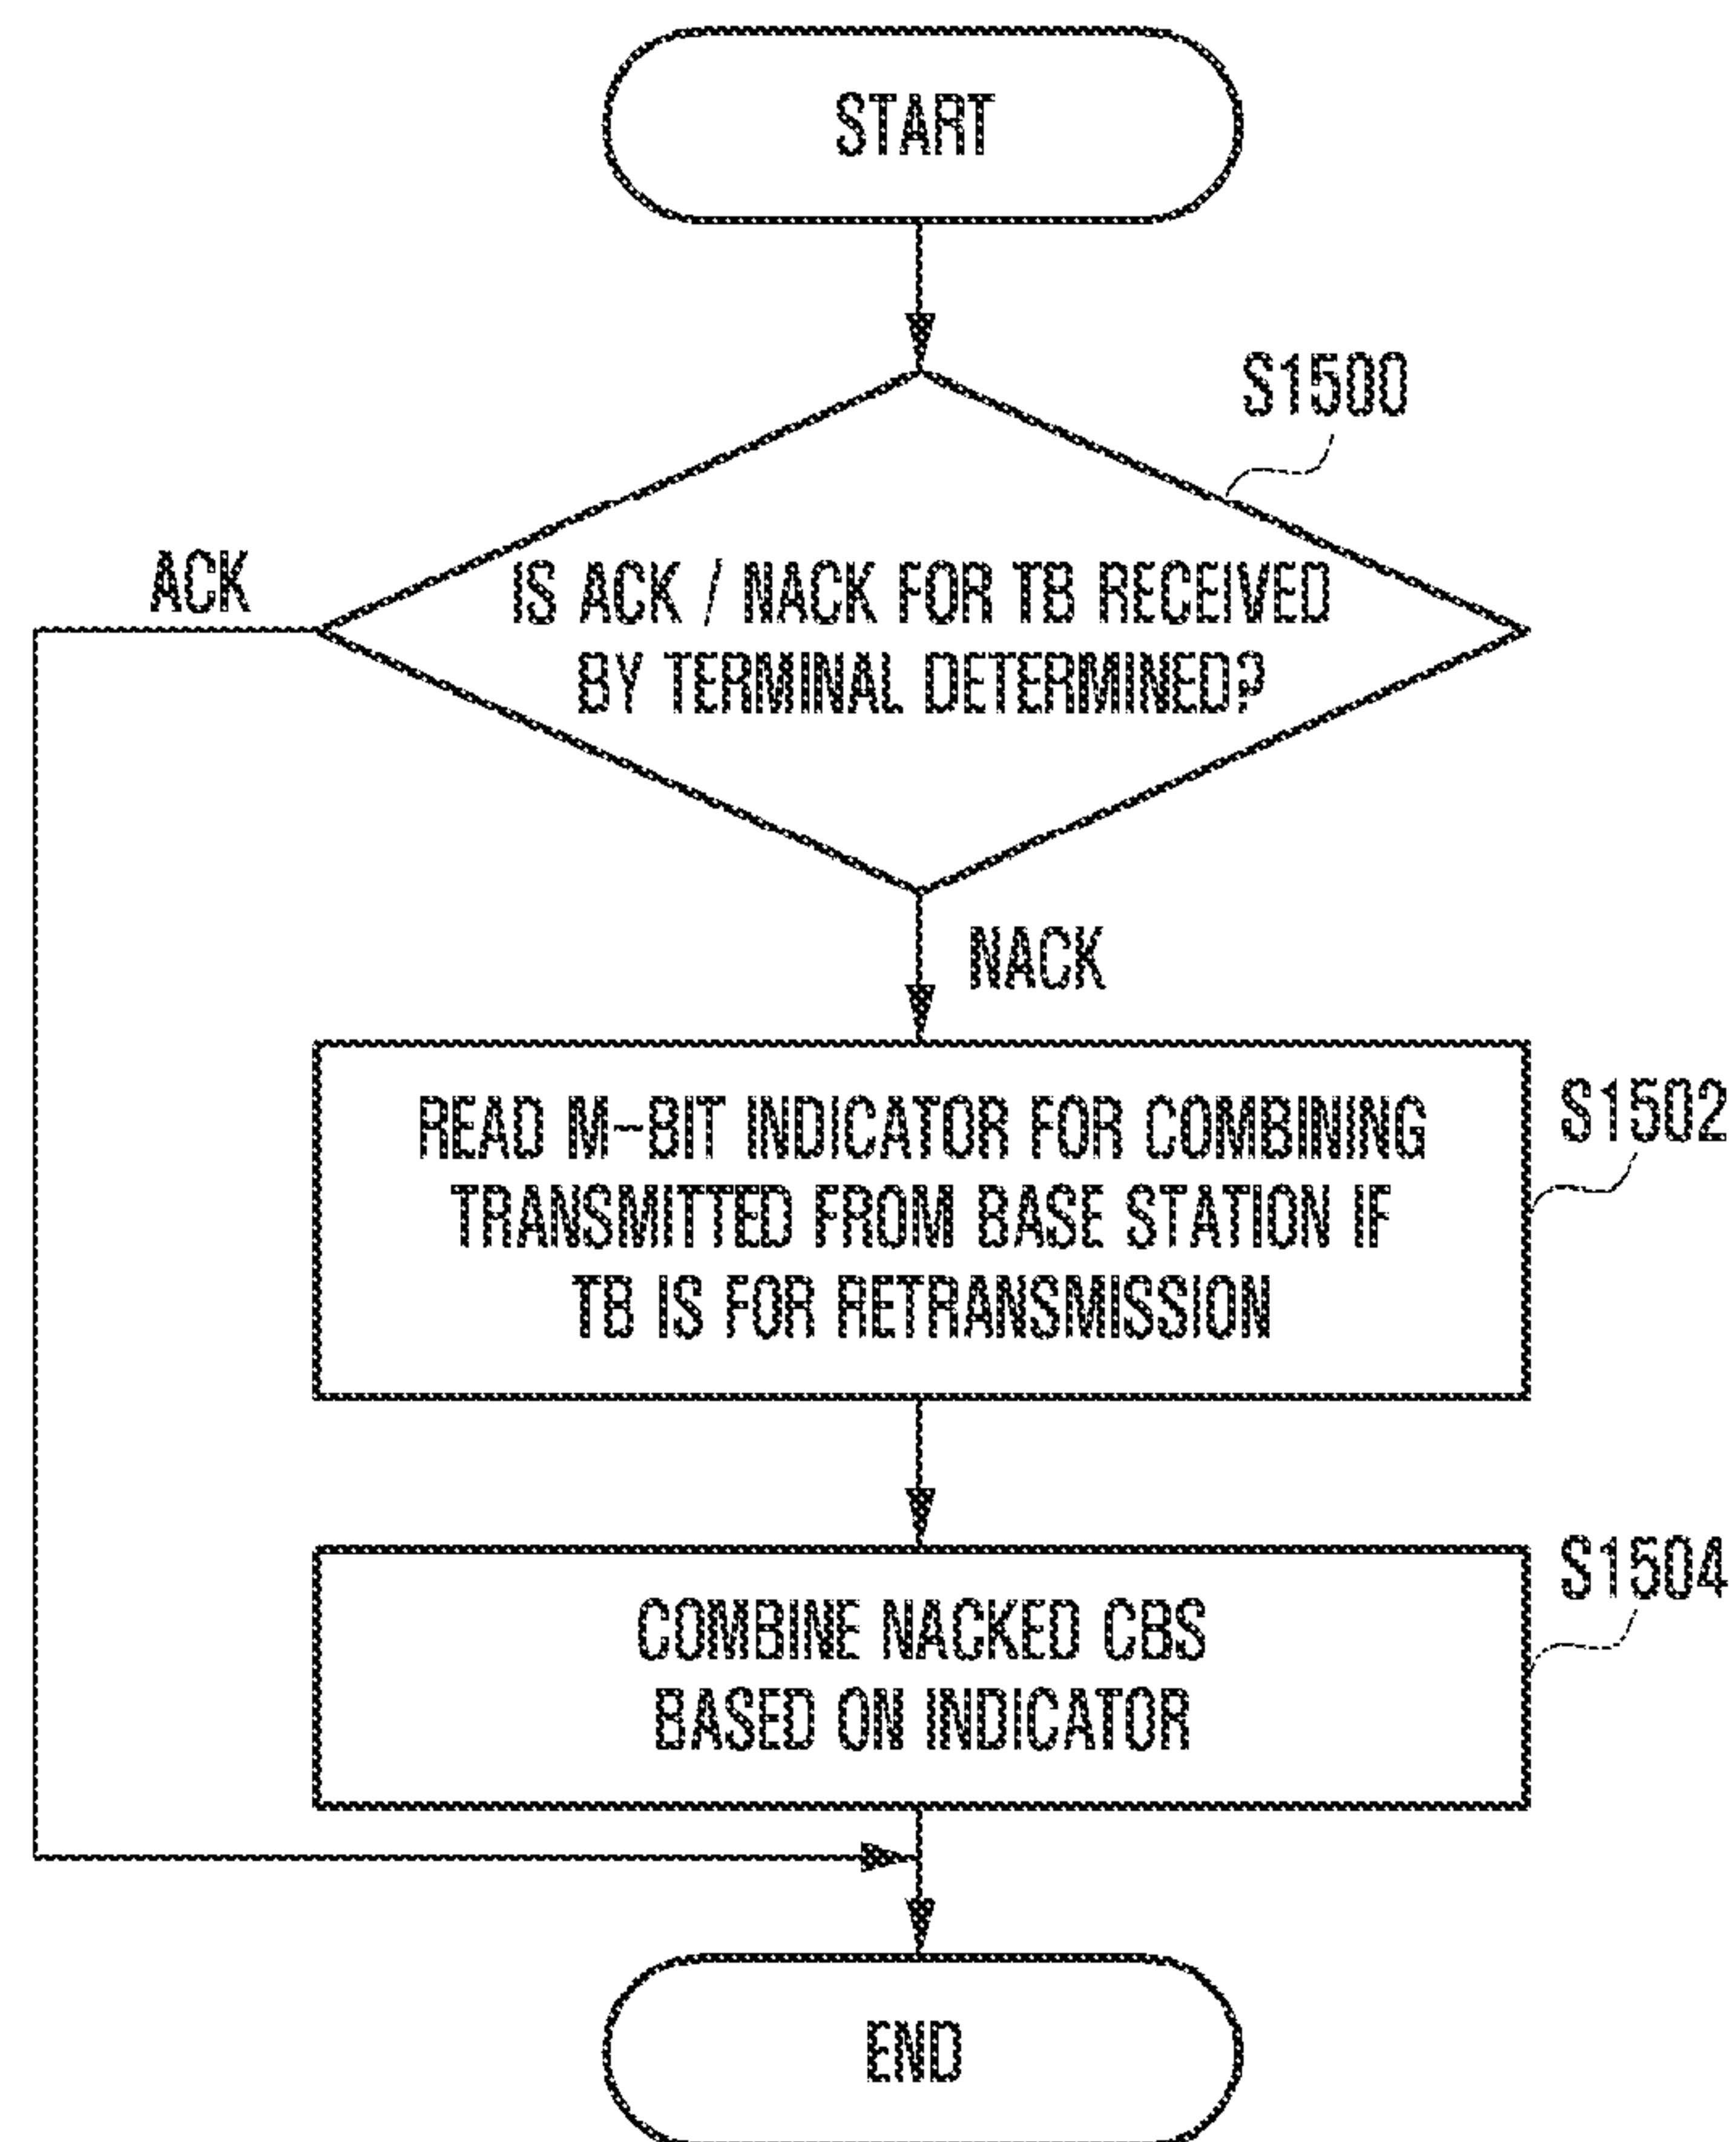 START
S1500
ACK
IS ACK / NACK FOR TB RECEIVED
BY TERMINAL DETERMINED?
NACK
READ M-BIT INDICATOR FOR COMBINING
TRANSMITTED FROM BASE STATION IF
TB IS FOR RETRANSMISSION
S1502
COMBINE NACKED CBS
BASED ON INDICATOR
S1504
END